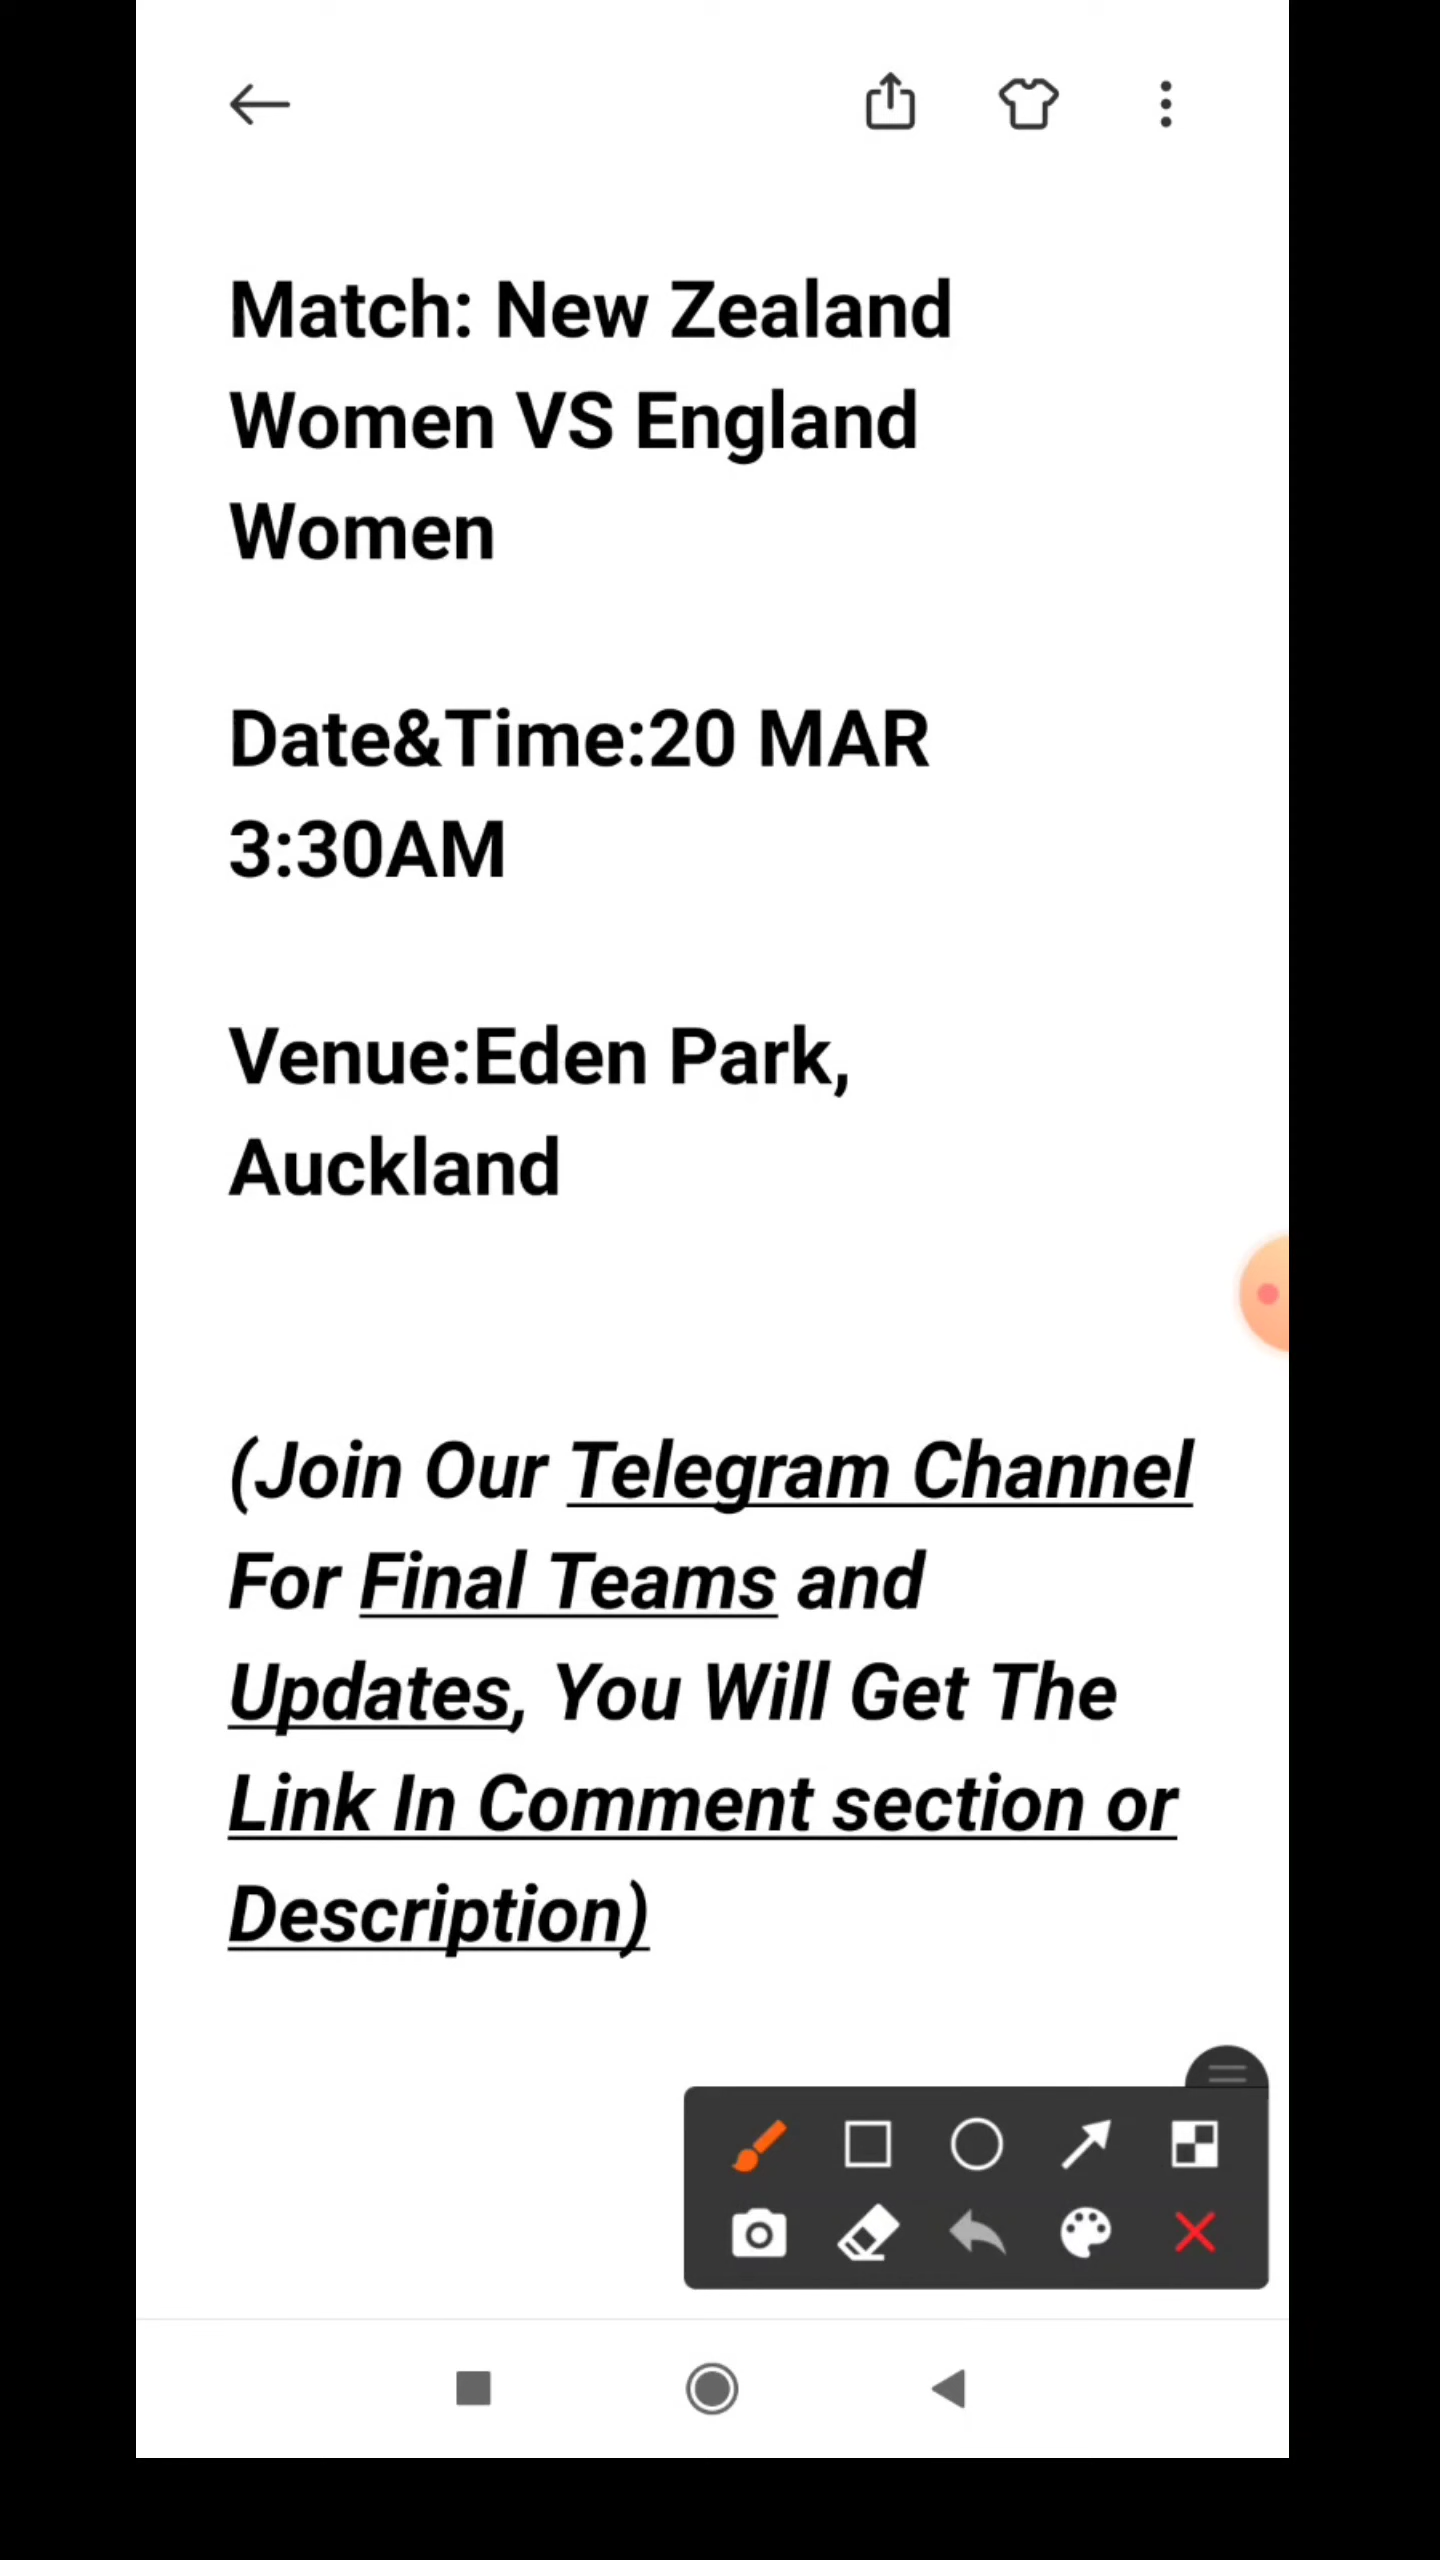 Match: New Zealand
Women VS England
Women
Date&Time:20 MAR
3:30AM
Venue:Eden Park,
Auckland
(Join Our Telegram Channel
For Final Teams and
Updates, You Will Get The
Link In Comment section or
Description)